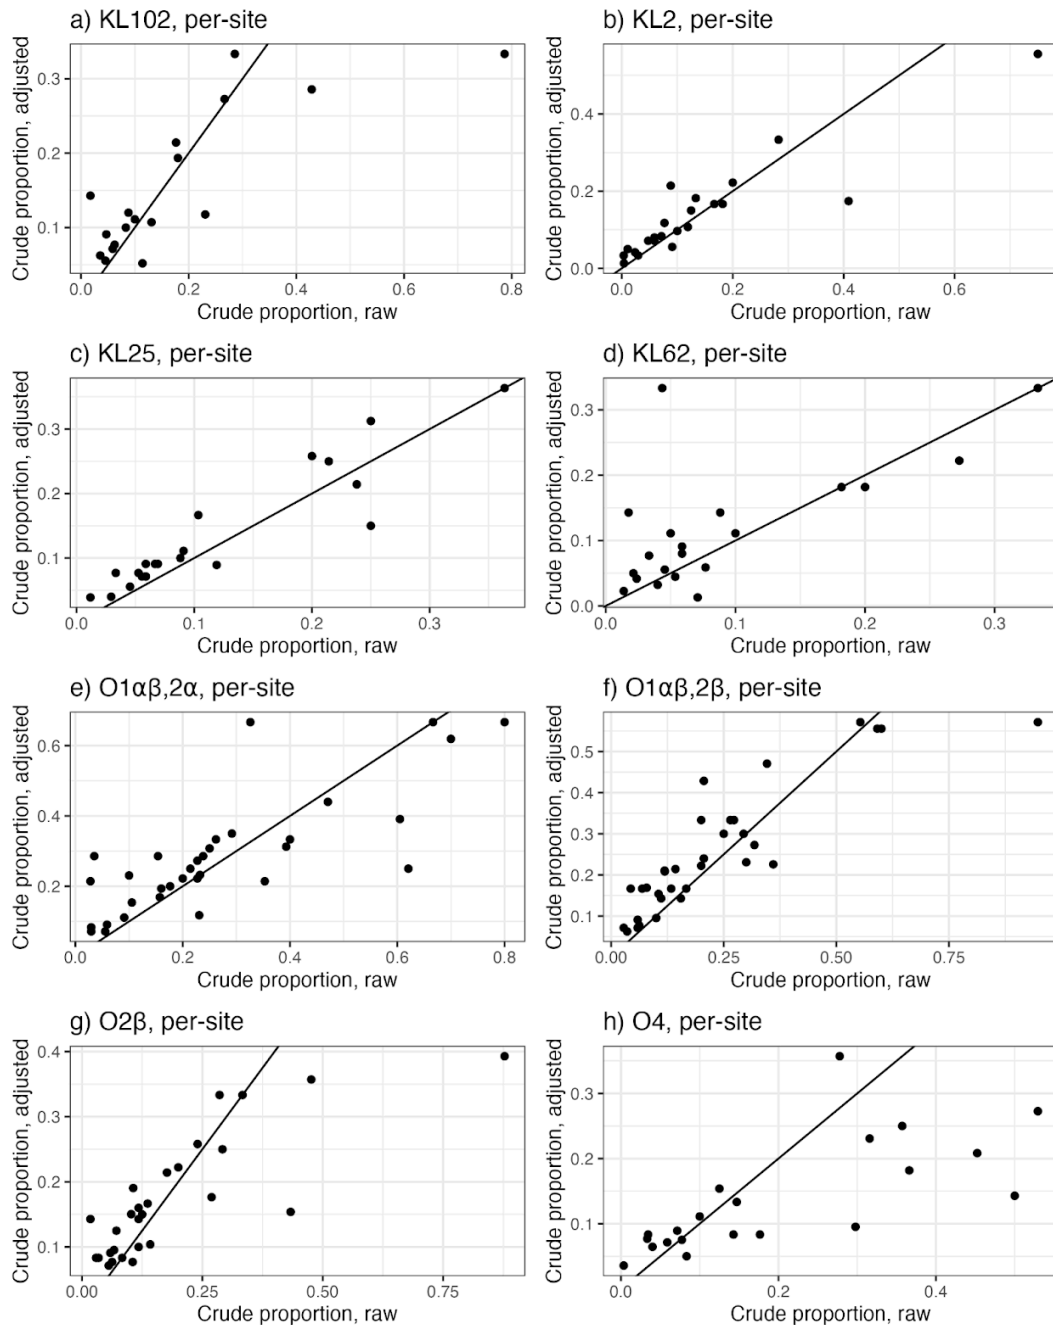 a) KL102, per-site
Crude proportion, adjusted
0.3
0.2
0.1
0.0 0.2 0.4 0.6 0.8
Crude proportion, raw
b) KL2, per-site
Crude proportion, adjusted
0.4
0.2
0.0
0.0 0.2 0.4 0.6
Crude proportion, raw
c) KL25, per-site
Crude proportion, adjusted
0.3
0.2
0.1
0.0 0.1 0.2 0.3
Crude proportion, raw
d) KL62, per-site
Crude proportion, adjusted
0.3
0.2
0.1
0.0
0.0 0.1 0.2 0.3
Crude proportion, raw
e) O1αβ,2α, per-site
Crude proportion, adjusted
0.6
0.4
0.2
0.0 0.2 0.4 0.6 0.8
Crude proportion, raw
f) O1αβ,2β, per-site
Crude proportion, adjusted
0.5
0.4
0.3
0.2
0.1
0.00 0.25 0.50 0.75
Crude proportion, raw
g) O2β, per-site
Crude proportion, adjusted
0.4
0.3
0.2
0.1
0.00 0.25 0.50 0.75
Crude proportion, raw
h) O4, per-site
Crude proportion, adjusted
0.3
0.2
0.1
0.0 0.2 0.4
Crude proportion, raw